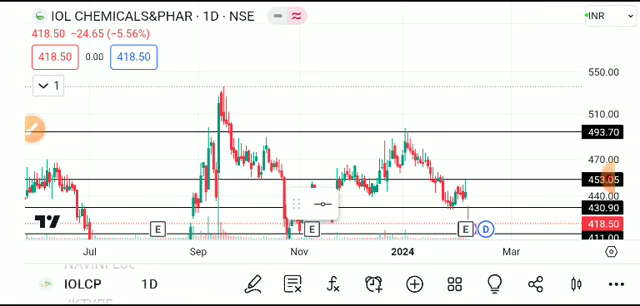 IOL CHEMICALS&PHAR · 1D · NSE
INR
418.50 −24.65 (−5.56%)
418.50 0.00 418.50
1
550.00
510.00
493.70
470.00
453.05
440.00
430.90
418.50
411.00
E E E D
Jul Sep Nov 2024 Mar
NAVINFLUOR
IOLCP 1D
JKTYRE